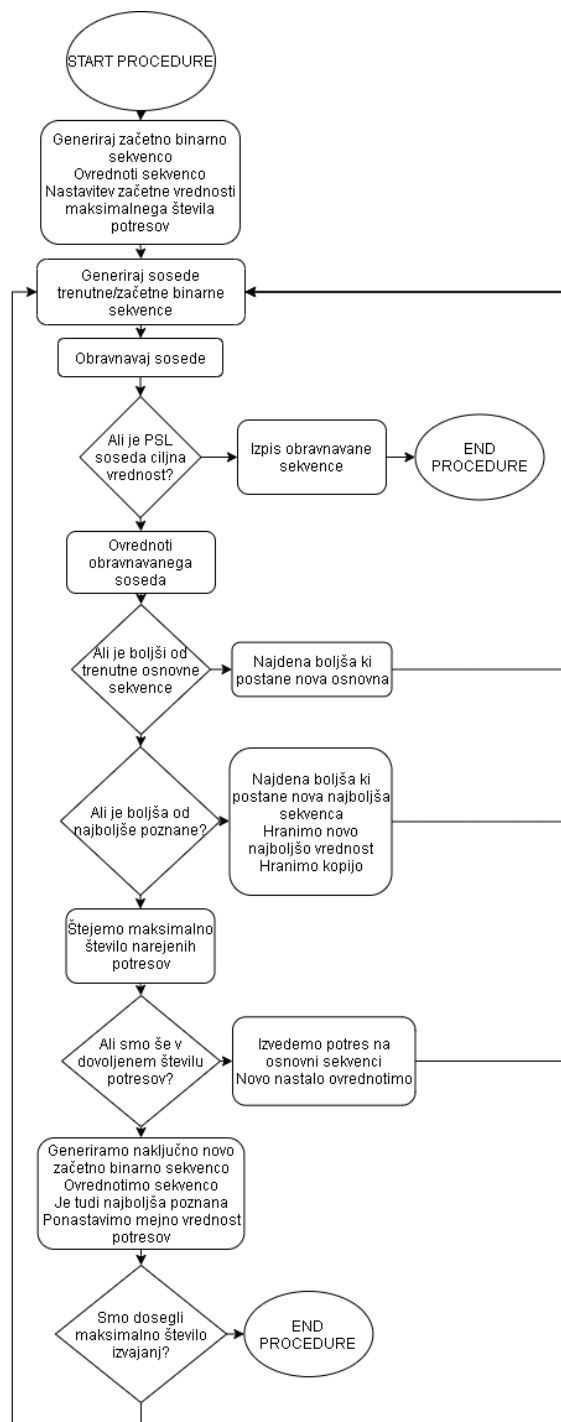 START PROCEDURE
Generiraj začetno binarno
sekvenco
Ovrednoti sekvenco
Nastavitev začetne vrednosti
maksimalnega števila
potresov
Generiraj sosede
trenutne/začetne binarne
sekvence
Obravnavaj sosede
Ali je PSL
soseda ciljna
vrednost?
Izpis obravnavane
sekvence
END
PROCEDURE
Ovrednoti
obravnavanega
soseda
Ali je boljši od
trenutne osnovne
sekvence
Najdena boljša ki
postane nova osnovna
Ali je boljša od
najboljše poznane?
Najdena boljša ki
postane nova najboljša
sekvenca
Hranimo novo
najboljšo vrednost
Hranimo kopijo
Štejemo maksimalno
število narejenih
potresov
Ali smo še v
dovoljenem številu
potresov?
Izvedemo potres na
osnovni sekvenci
Novo nastalo ovrednotimo
Generiramo naključno novo
začetno binarno sekvenco
Ovrednotimo sekvenco
Je tudi najboljša poznana
Ponastavimo mejno vrednost
potresov
Smo dosegli
maksimalno število
izvajanj?
END
PROCEDURE